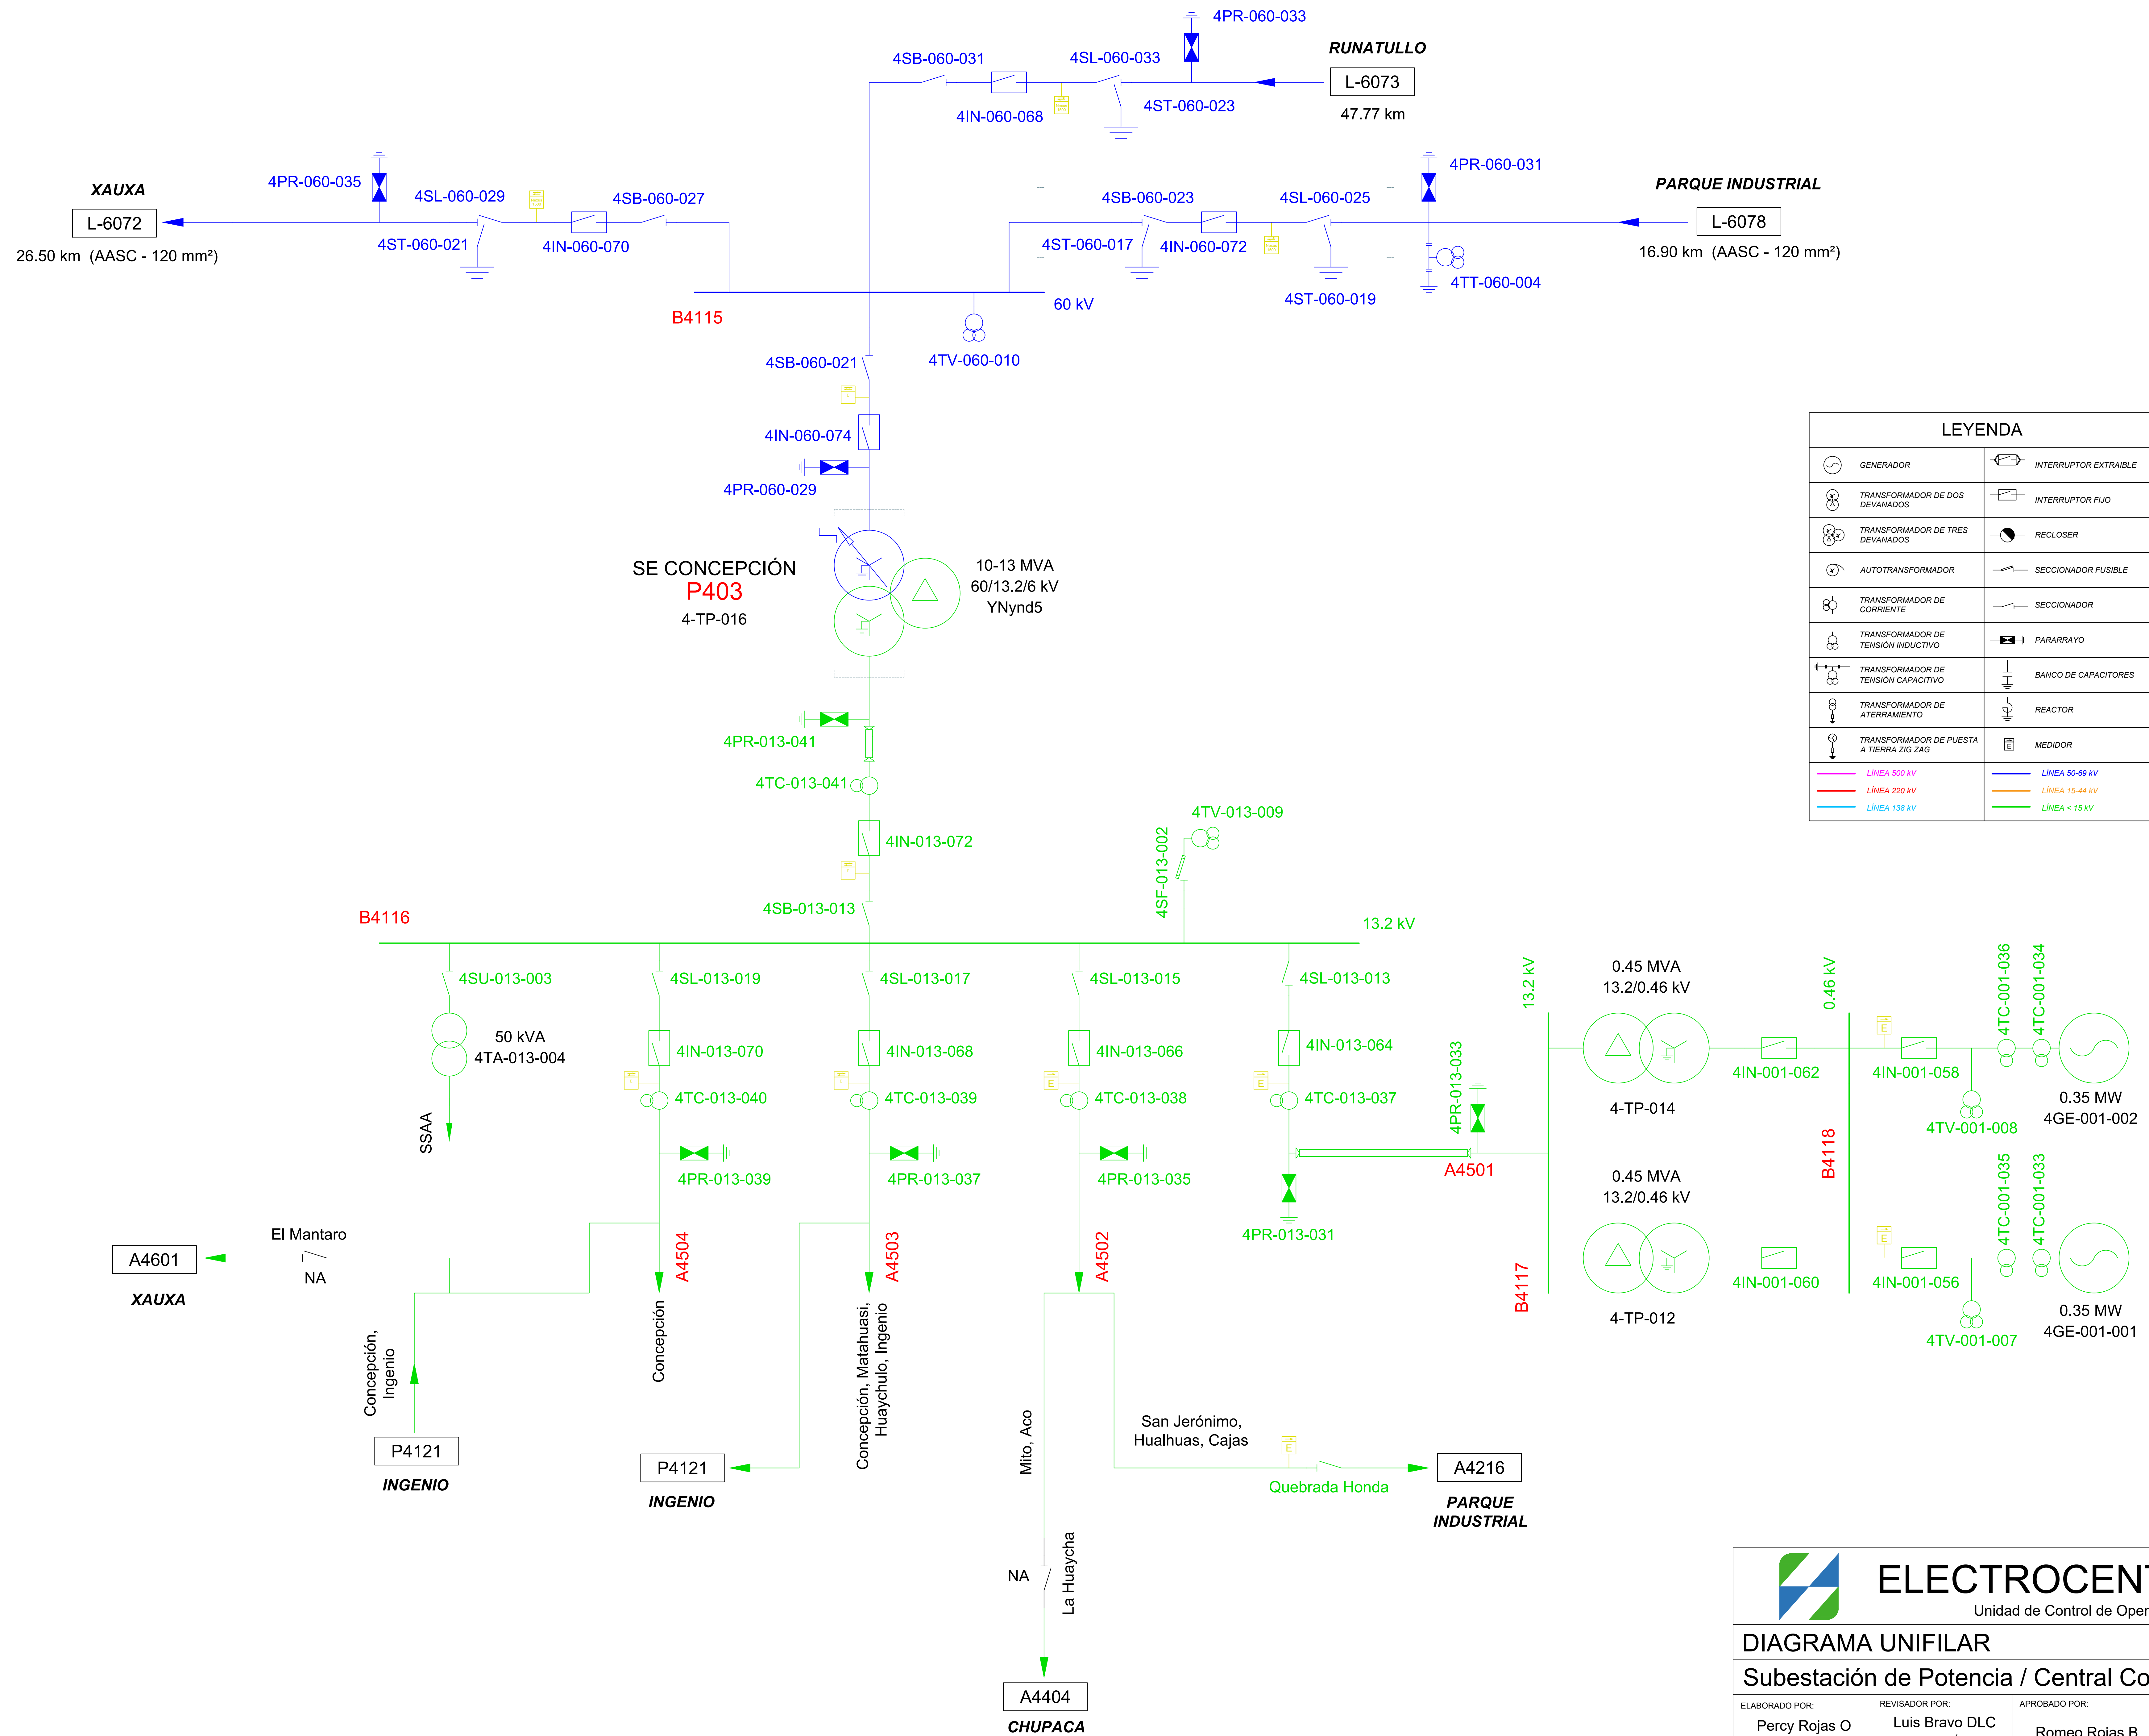 4PR-060-033
RUNATULLO
4SB-060-031
4SL-060-033
L-6073
4IN-060-068
4ST-060-023
47.77 km
XAUXA
4PR-060-035
4SL-060-029
4SB-060-027
L-6072
4ST-060-021
4IN-060-070
26.50 km (AASC - 120 mm²)
4PR-060-031
PARQUE INDUSTRIAL
4SB-060-023
4SL-060-025
L-6078
4ST-060-017
4IN-060-072
16.90 km (AASC - 120 mm²)
4TT-060-004
4ST-060-019
60 kV
B4115
4TV-060-010
4SB-060-021
4IN-060-074
4PR-060-029
SE CONCEPCIÓN
P403
4-TP-016
10-13 MVA
60/13.2/6 kV
YNynd5
LEYENDA
GENERADOR
INTERRUPTOR EXTRAIBLE
TRANSFORMADOR DE DOS
DEVANADOS
INTERRUPTOR FIJO
TRANSFORMADOR DE TRES
DEVANADOS
RECLOSER
AUTOTRANSFORMADOR
SECCIONADOR FUSIBLE
TRANSFORMADOR DE
CORRIENTE
SECCIONADOR
TRANSFORMADOR DE
TENSIÓN INDUCTIVO
PARARRAYO
TRANSFORMADOR DE
TENSIÓN CAPACITIVO
BANCO DE CAPACITORES
TRANSFORMADOR DE
ATERRAMIENTO
REACTOR
TRANSFORMADOR DE PUESTA
A TIERRA ZIG ZAG
E
MEDIDOR
LÍNEA 500 kV
LÍNEA 50-69 kV
LÍNEA 220 kV
LÍNEA 15-44 kV
LÍNEA 138 kV
LÍNEA < 15 kV
4PR-013-041
4TC-013-041
4IN-013-072
4SB-013-013
4TV-013-009
4SF-013-002
B4116
13.2 kV
4SU-013-003
4SL-013-019
4SL-013-017
4SL-013-015
4SL-013-013
50 kVA
4TA-013-004
SSAA
4IN-013-070
4IN-013-068
4IN-013-066
4IN-013-064
E
E
4TC-013-040
4TC-013-039
4TC-013-038
4TC-013-037
4PR-013-039
4PR-013-037
4PR-013-035
4PR-013-031
4PR-013-033
A4501
13.2 kV
0.45 MVA
13.2/0.46 kV
4-TP-014
0.46 kV
4IN-001-062
E
4IN-001-058
4TV-001-008
4TC-001-036
4TC-001-034
0.35 MW
4GE-001-002
B4118
B4117
0.45 MVA
13.2/0.46 kV
4-TP-012
4IN-001-060
E
4IN-001-056
4TV-001-007
4TC-001-035
4TC-001-033
0.35 MW
4GE-001-001
El Mantaro
A4601
NA
XAUXA
A4504
A4503
A4502
Concepción,
Ingenio
Concepción
Concepción, Matahuasi,
Huaychulo, Ingenio
P4121
INGENIO
P4121
INGENIO
Mito, Aco
San Jerónimo,
Hualhuas, Cajas
E
Quebrada Honda
A4216
PARQUE
INDUSTRIAL
NA
La Huaycha
A4404
CHUPACA
ELECTROCENT
Unidad de Control de Oper
DIAGRAMA UNIFILAR
Subestación de Potencia / Central Co
ELABORADO POR:
REVISADOR POR:
APROBADO POR:
Percy Rojas O
Luis Bravo DLC
Romeo Rojas B